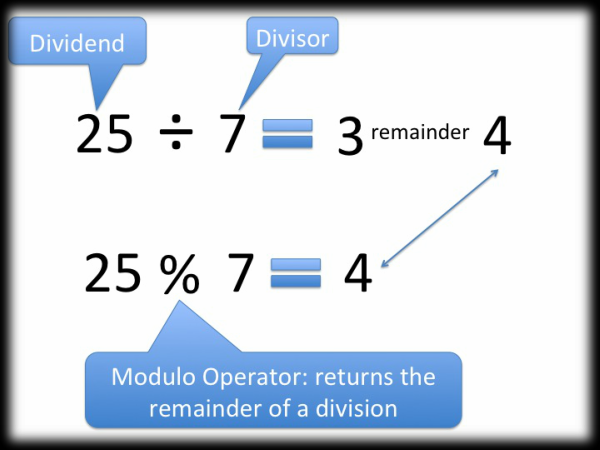 Dividend
Divisor
25 ÷ 7 = 3 remainder 4
25 % 7 = 4
Modulo Operator: returns the
remainder of a division